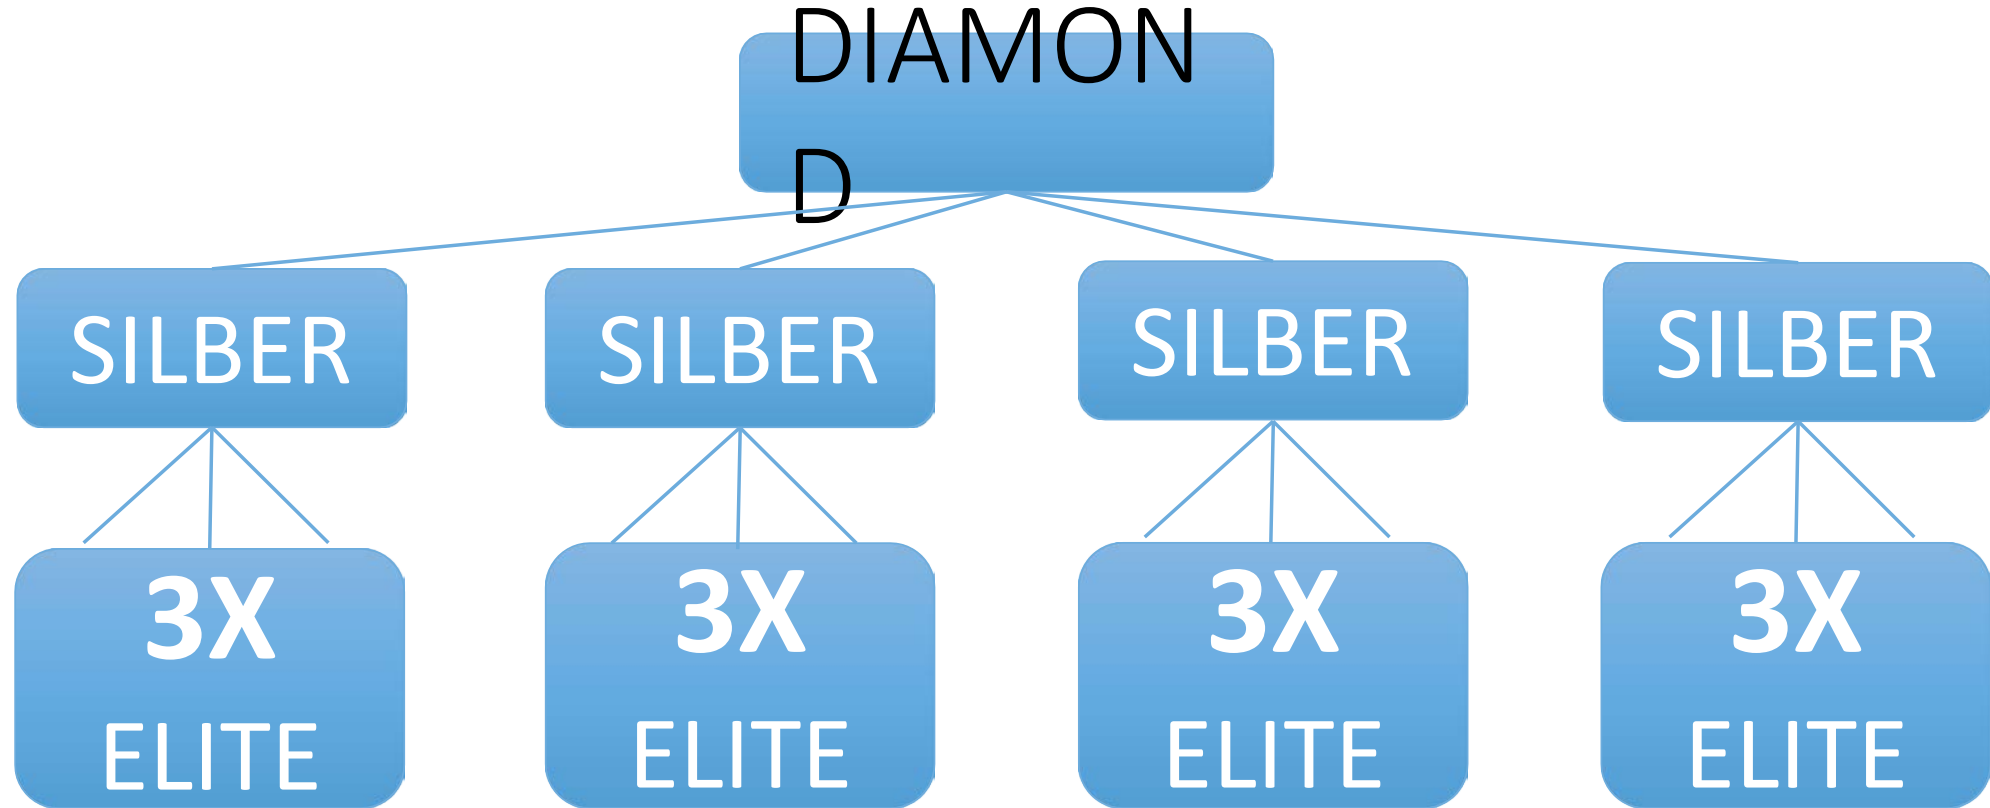 DIAMON
D
SILBER SILBER SILBER SILBER
3X 3X 3X 3X
ELITE ELITE ELITE ELITE